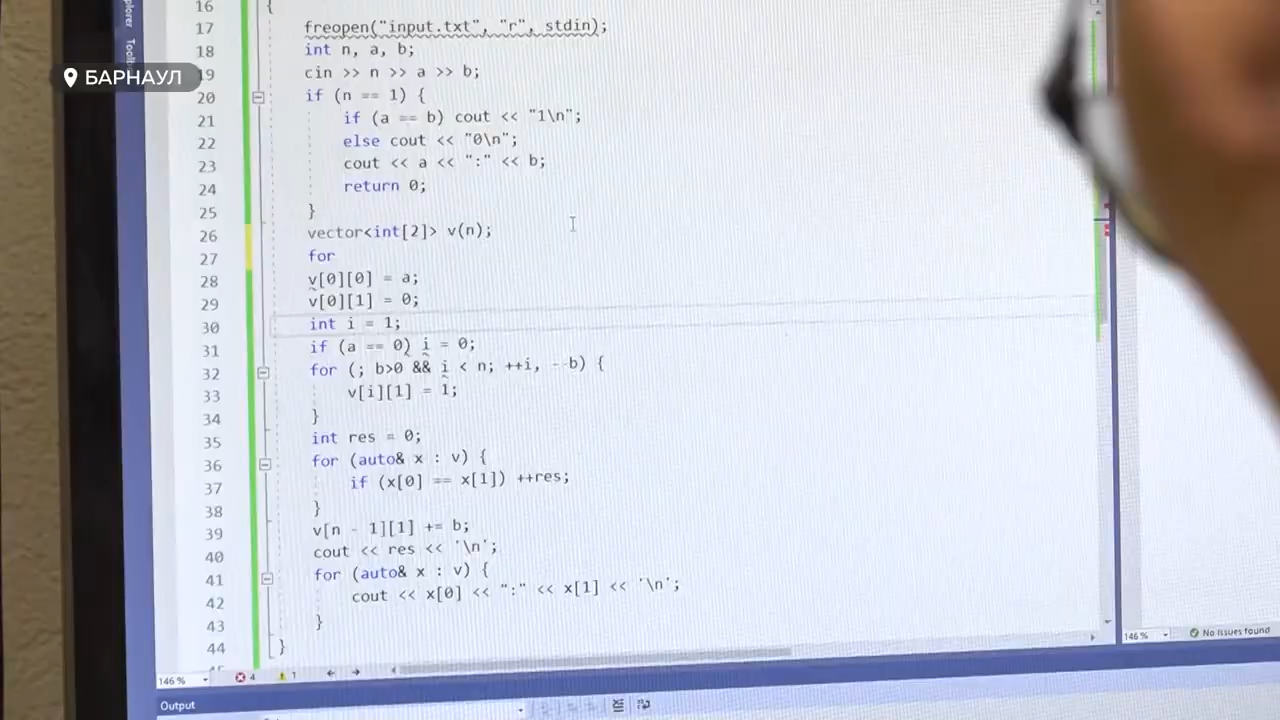 БАРНАУЛ
16 {
17 freopen("input.txt", "r", stdin);
18 int n, a, b;
19 cin >> n >> a >> b;
20 if (n == 1) {
21 if (a == b) cout << "1\n";
22 else cout << "0\n";
23 cout << a << ":" << b;
24 return 0;
25 }
26 vector<int[2]> v(n);
27 for
28 v[0][0] = a;
29 v[0][1] = 0;
30 int i = 1;
31 if (a == 0) i = 0;
32 for (; b>0 && i < n; ++i, --b) {
33 v[i][1] = 1;
34 }
35 int res = 0;
36 for (auto& x : v) {
37 if (x[0] == x[1]) ++res;
38 }
39 v[n - 1][1] += b;
40 cout << res << '\n';
41 for (auto& x : v) {
42 cout << x[0] << ":" << x[1] << '\n';
43 }
44 }
146 % 4 1
146 % No issues found
Output